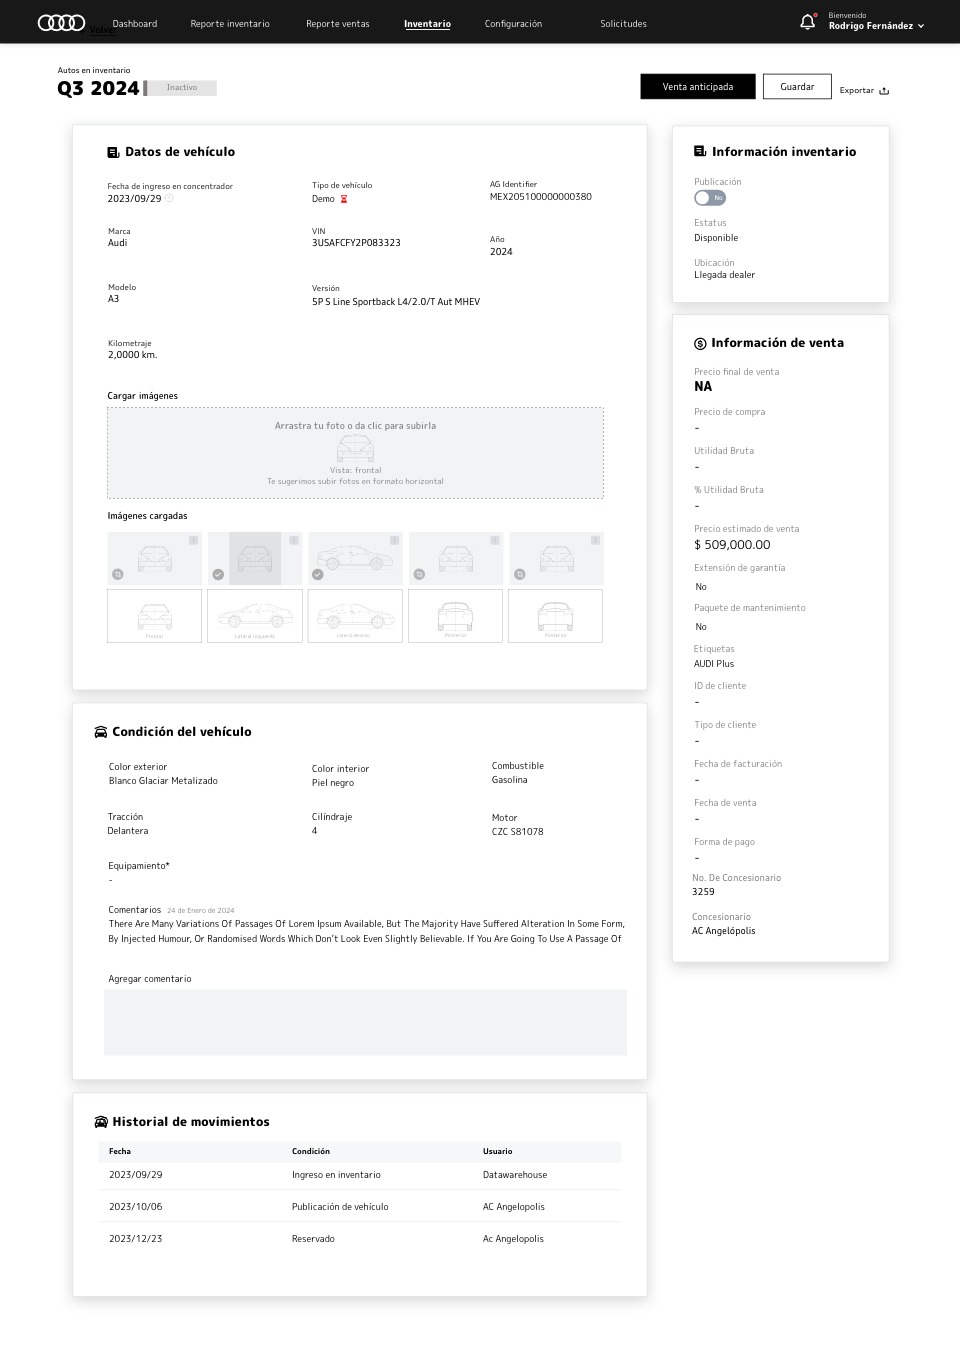 Volver
Dashboard
Reporte inventario
Reporte ventas
Inventario
Configuración
Solicitudes
Bienvenido
Rodrigo Fernández
Autos en inventario
Q3 2024
Inactivo
Venta anticipada
Guardar
Exportar
Datos de vehículo
Fecha de ingreso en concentrador
2023/09/29
Tipo de vehículo
Demo
AG Identifier
MEX205100000000380
Marca
Audi
VIN
3USAFCFY2P083323
Año
2024
Modelo
A3
Versión
5P S Line Sportback L4/2.0/T Aut MHEV
Kilometraje
2,0000 km.
Cargar imágenes
Arrastra tu foto o da clic para subirla
Vista: frontal
Te sugerimos subir fotos en formato horizontal
Imágenes cargadas
Frontal
Lateral izquierdo
Lateral derecho
Posterior
Posterior
Condición del vehículo
Color exterior
Blanco Glaciar Metalizado
Color interior
Piel negro
Combustible
Gasolina
Tracción
Delantera
Cilíndraje
4
Motor
CZC S81078
Equipamiento*
-
Comentarios 24 de Enero de 2024
There Are Many Variations Of Passages Of Lorem Ipsum Available, But The Majority Have Suffered Alteration In Some Form,
By Injected Humour, Or Randomised Words Which Don't Look Even Slightly Believable. If You Are Going To Use A Passage Of
Agregar comentario
Historial de movimientos
Fecha Condición Usuario
2023/09/29 Ingreso en inventario Datawarehouse
2023/10/06 Publicación de vehículo AC Angelopolis
2023/12/23 Reservado Ac Angelopolis
Información inventario
Publicación
No
Estatus
Disponible
Ubicación
Llegada dealer
Información de venta
Precio final de venta
NA
Precio de compra
-
Utilidad Bruta
-
% Utilidad Bruta
-
Precio estimado de venta
$ 509,000.00
Extensión de garantía
No
Paquete de mantenimiento
No
Etiquetas
AUDI Plus
ID de cliente
-
Tipo de cliente
-
Fecha de facturación
-
Fecha de venta
-
Forma de pago
-
No. De Concesionario
3259
Concesionario
AC Angelópolis